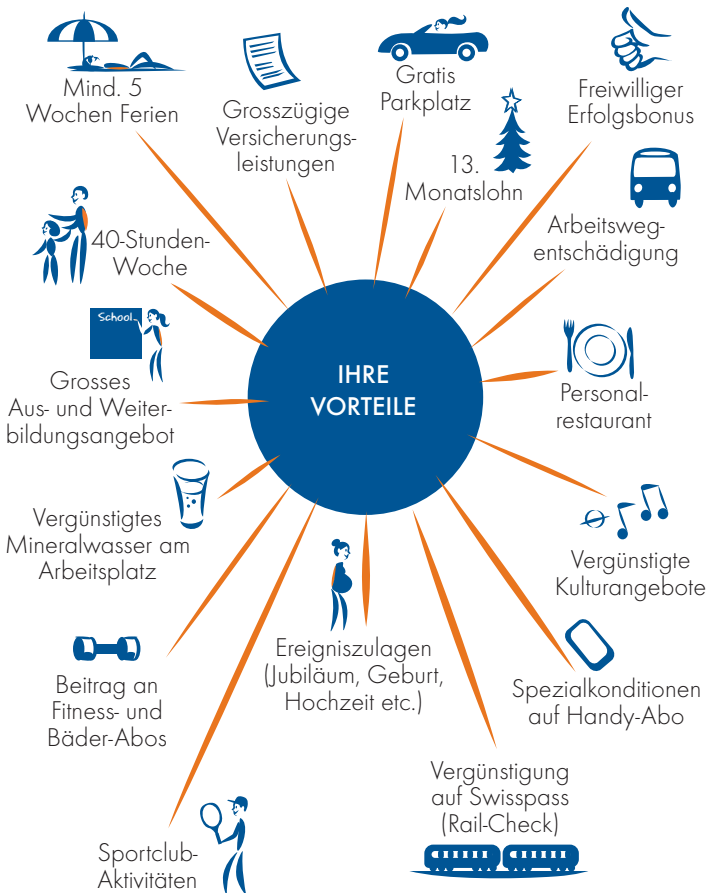 Mind. 5
Wochen Ferien
Grosszügige
Versicherungs-
leistungen
Gratis
Parkplatz
13.
Monatslohn
Freiwilliger
Erfolgsbonus
Arbeitsweg-
entschädigung
40-Stunden-
Woche
School
Grosses
Aus- und Weiter-
bildungsangebot
IHRE
VORTEILE
Personal-
restaurant
Vergünstigtes
Mineralwasser am
Arbeitsplatz
Vergünstigte
Kulturangebote
Beitrag an
Fitness- und
Bäder-Abos
Ereigniszulagen
(Jubiläum, Geburt,
Hochzeit etc.)
Spezialkonditionen
auf Handy-Abo
Vergünstigung
auf Swisspass
(Rail-Check)
Sportclub-
Aktivitäten